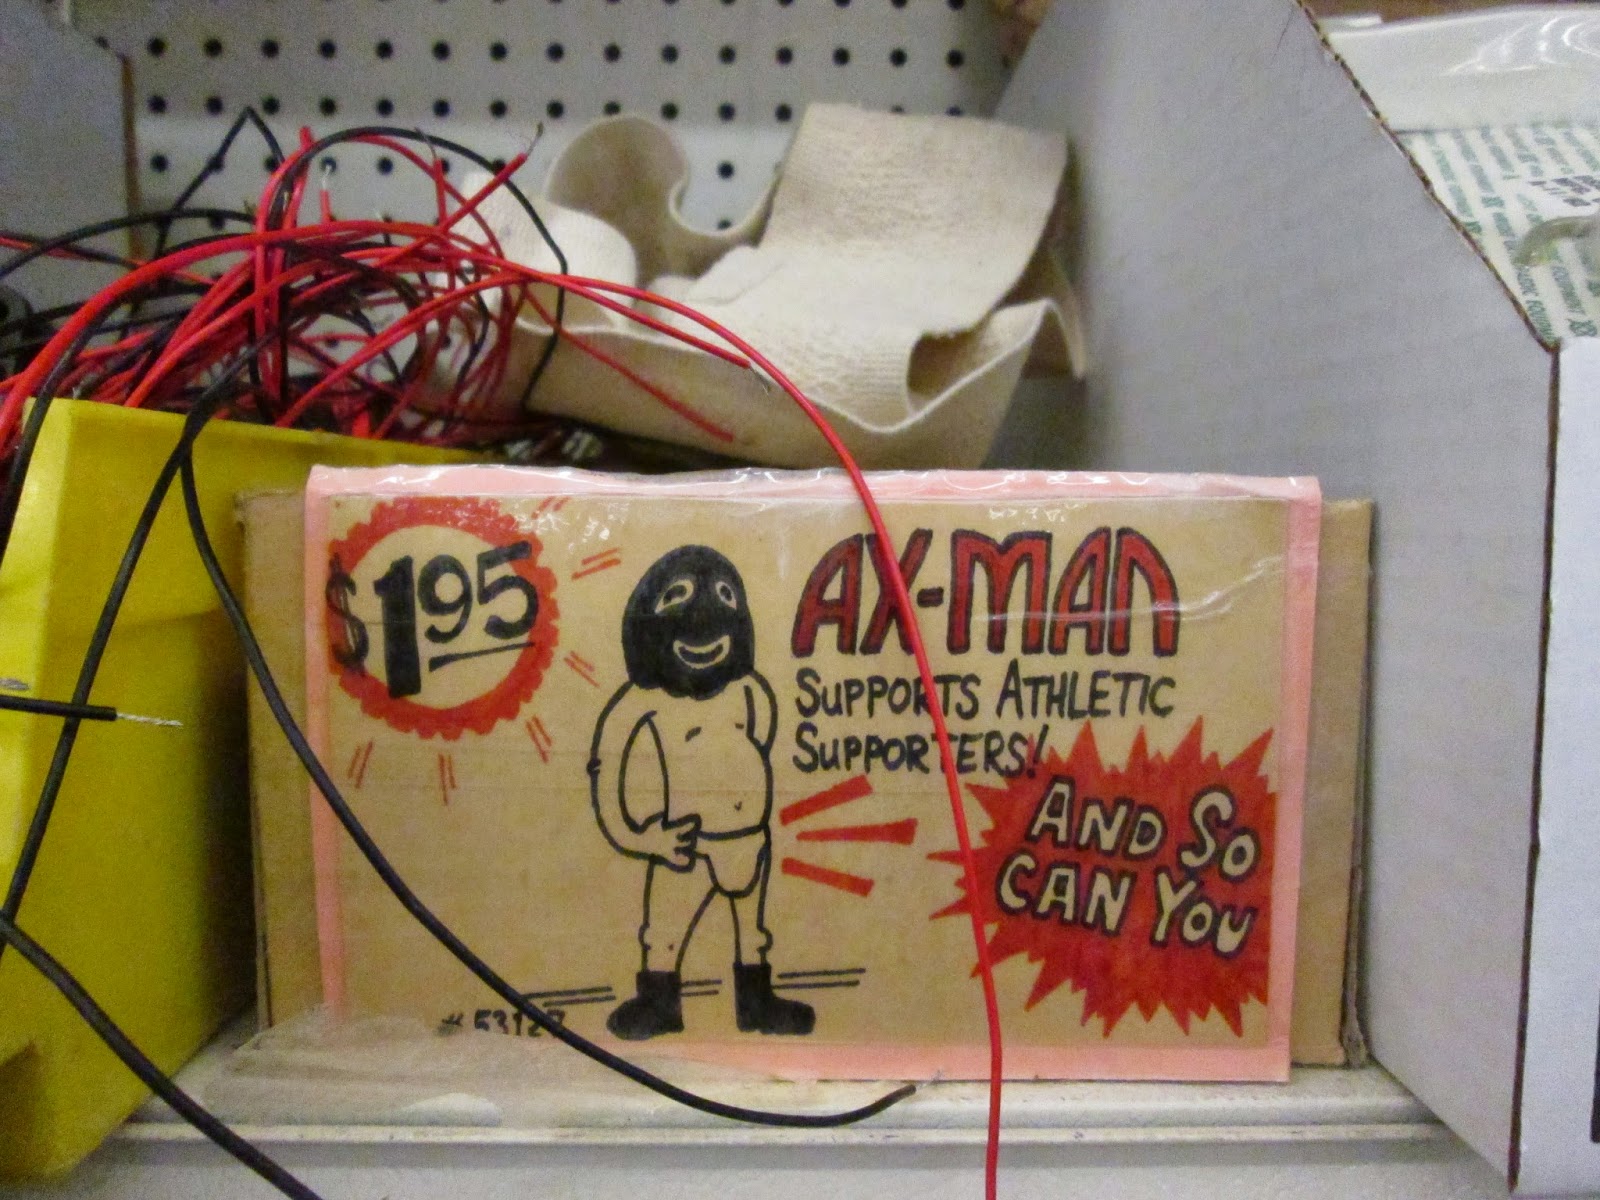 $1.95
AX-MAN
SUPPORTS ATHLETIC
SUPPORTERS!
AND SO
CAN YOU